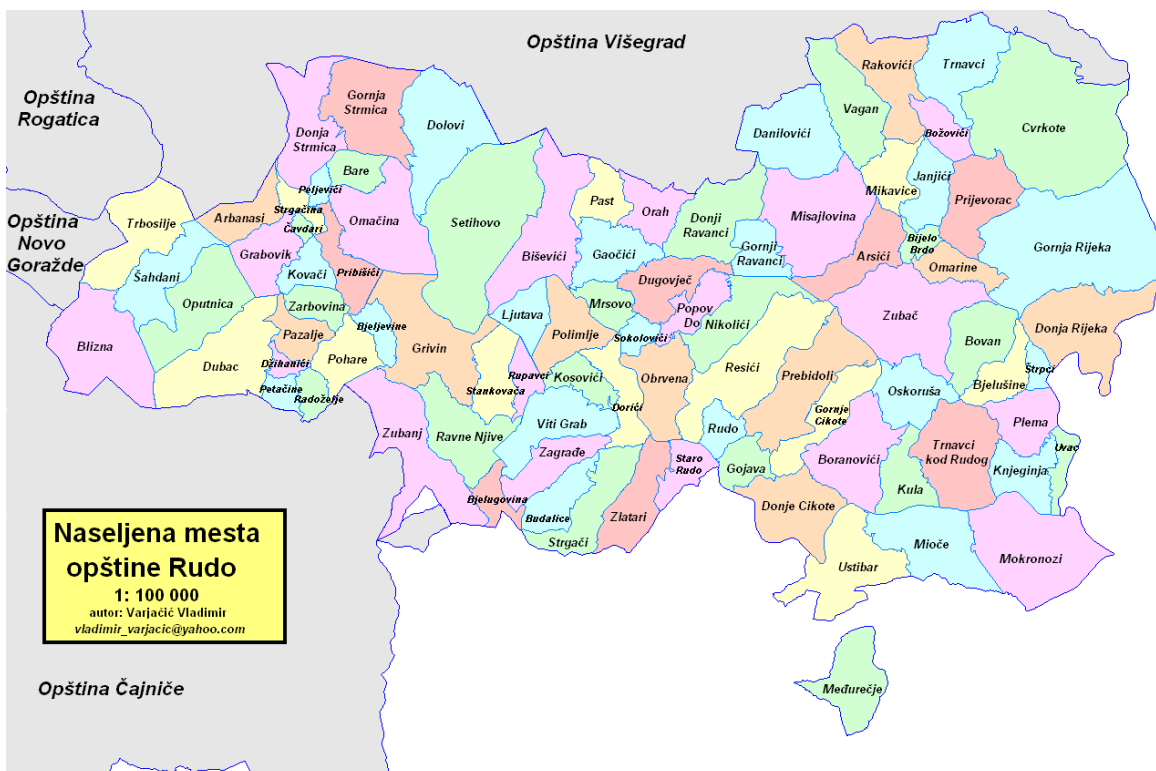 Opština Višegrad
Opština
Rogatica
Opština
Novo
Goražde
Opština Čajniče
Gornja
Strmica
Donja
Strmica
Dolovi
Bare
Peljevići
Strgačina
Čavdari
Omačina
Arbanasi
Trbosilje
Grabovik
Šahdani
Kovači
Pribišići
Oputnica
Zarbovina
Blizna
Dubac
Pazalje
Džihanići
Pohare
Bjeljevine
Petačine
Radoželje
Setihovo
Biševići
Past
Orah
Gaočići
Donji
Ravanci
Gornji
Ravanci
Dugovječ
Popov
Do
Mrsovo
Sokolovići
Nikolići
Ljutava
Polimlje
Grivin
Stankovača
Rupavci
Kosovići
Dorići
Obrvena
Resići
Prebidoli
Gornje
Cikote
Viti Grab
Ravne Njive
Zubanj
Zagrađe
Bjelugovina
Budalice
Strgači
Zlatari
Staro
Rudo
Rudo
Gojava
Donje Cikote
Boranovići
Oskoruša
Kula
Trnavci
kod Rudog
Plema
Uvac
Knjeginja
Mioče
Mokronozi
Ustibar
Međurečje
Danilovići
Vagan
Rakovići
Trnavci
Cvrkote
Božovići
Mikavice
Janjići
Prijevorac
Misajlovina
Arsići
Bijelo
Brdo
Omarine
Gornja Rijeka
Zubač
Donja Rijeka
Bovan
Bjelušine
Štrpci
Naseljena mesta
opštine Rudo
1: 100 000
autor: Varjačić Vladimir
vladimir_varjacic@yahoo.com